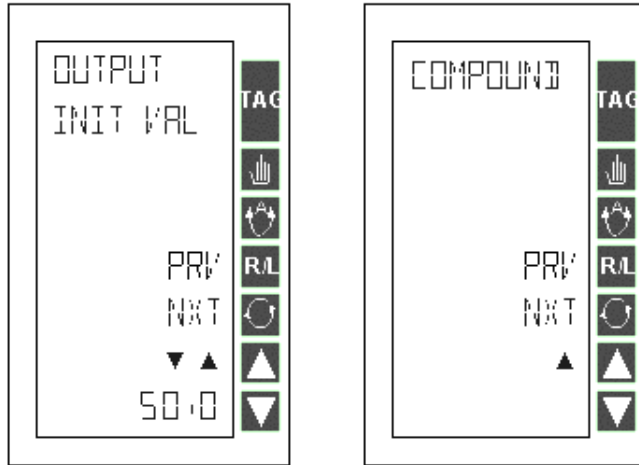 OUTPUT
INIT VAL
PRV
NXT
▼ ▲
50.0
TAG
A
R/L
COMPOUND
PRV
NXT
▲
TAG
A
R/L